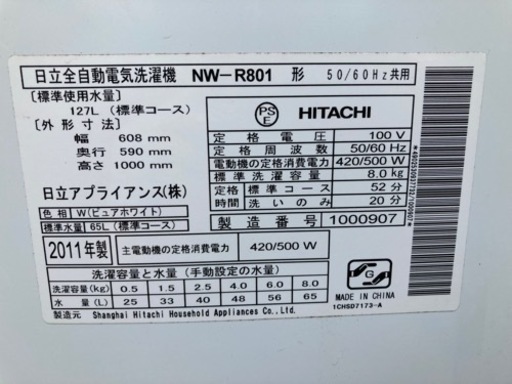 日立全自動電気洗濯機 NW-R801 形 50/60Hz共用
[標準使用水量]
127L (標準コース)
[外形寸法]
幅 608 mm
奥行 590 mm
高さ 1000 mm
日立アプライアンス(株)
色相 W(ピュアホワイト)
標準水量 65L (標準コース)
PS
E
HITACHI
定格電圧 100 V
定格周波数 50/60 Hz
電動機の定格消費電力 420/500 W
標準洗濯容量 8.0kg
定格 標準コース 52分
時間 洗いのみ 20分
製造番号 1000907
2011年製 主電動機の定格消費電力 420/500 W
洗濯容量と水量 (手動設定の水量)
洗濯容量(kg) 0.5 1.5 2.5 4.0 6.0 8.0
水量(L) 25 33 40 48 56 65
G
MADE IN CHINA
1CHSD7173-A
製造元 Shanghai Hitachi Household Appliances Co.,Ltd.